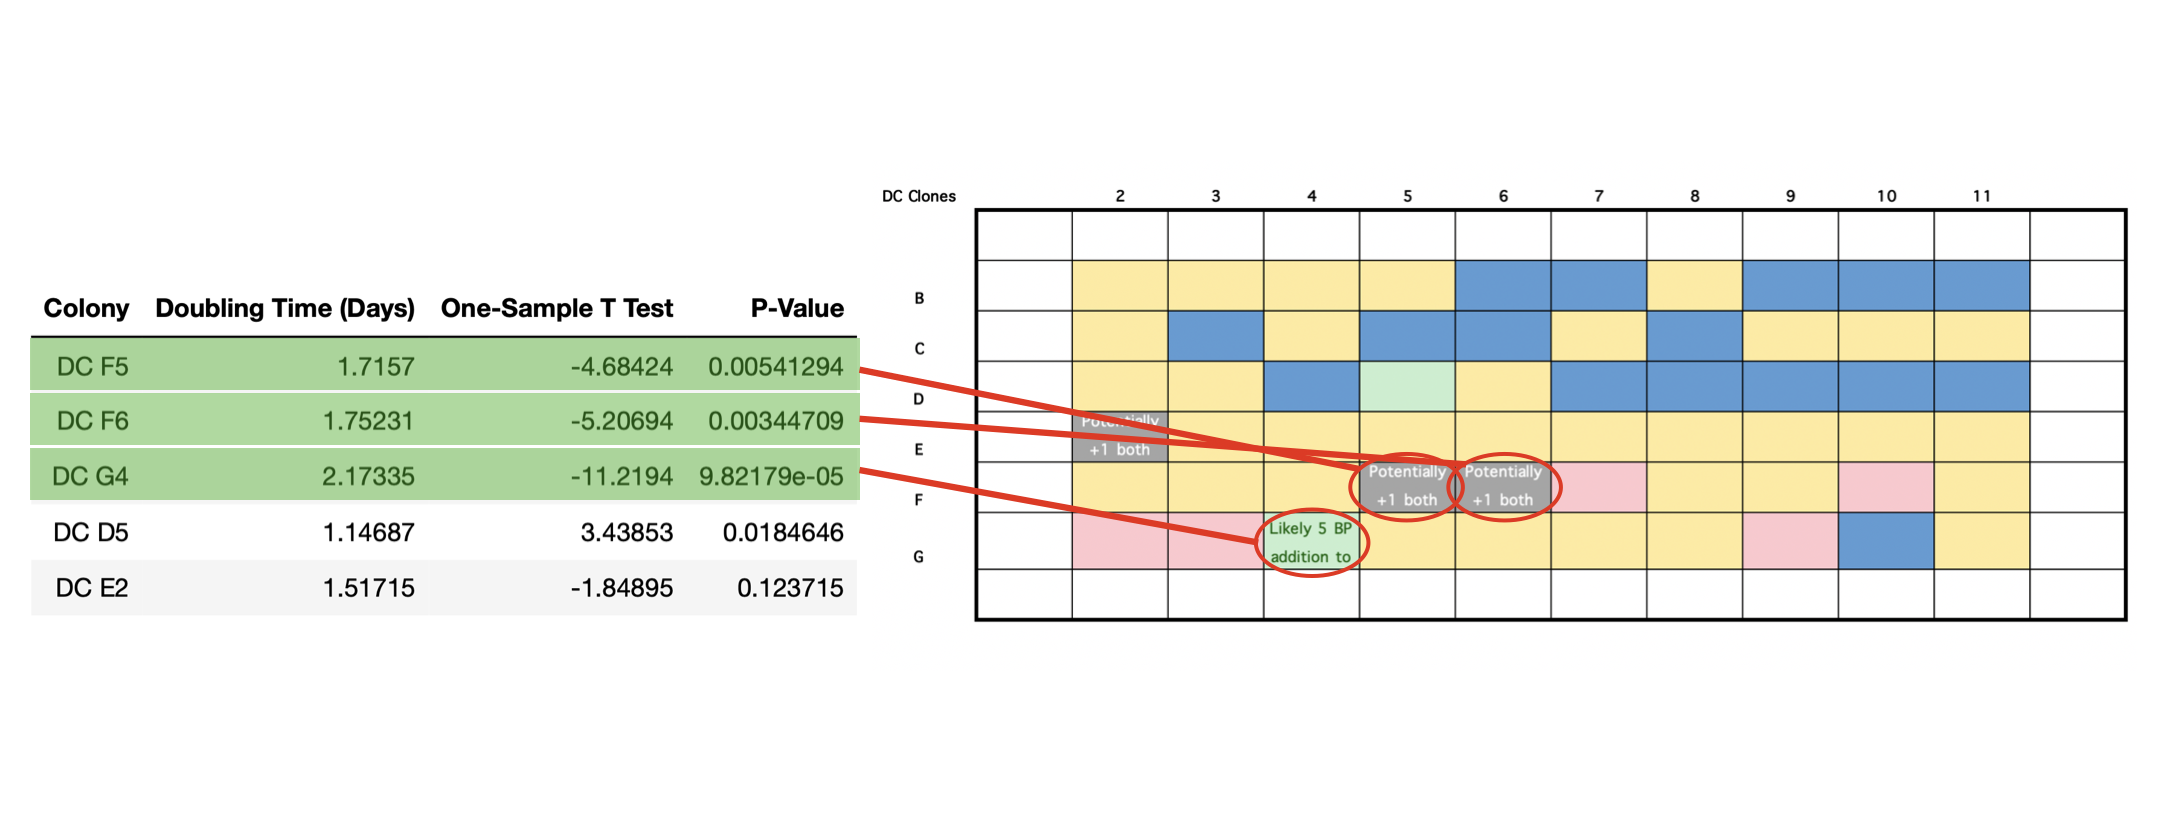 Colony Doubling Time (Days) One-Sample T Test P-Value
DC F5 1.7157 -4.68424 0.00541294
DC F6 1.75231 -5.20694 0.00344709
DC G4 2.17335 -11.2194 9.82179e-05
DC D5 1.14687 3.43853 0.0184646
DC E2 1.51715 -1.84895 0.123715
DC Clones 2 3 4 5 6 7 8 9 10 11
B
C
D
Potentially
E +1 both
Potentially Potentially
F +1 both +1 both
Likely 5 BP
G addition to